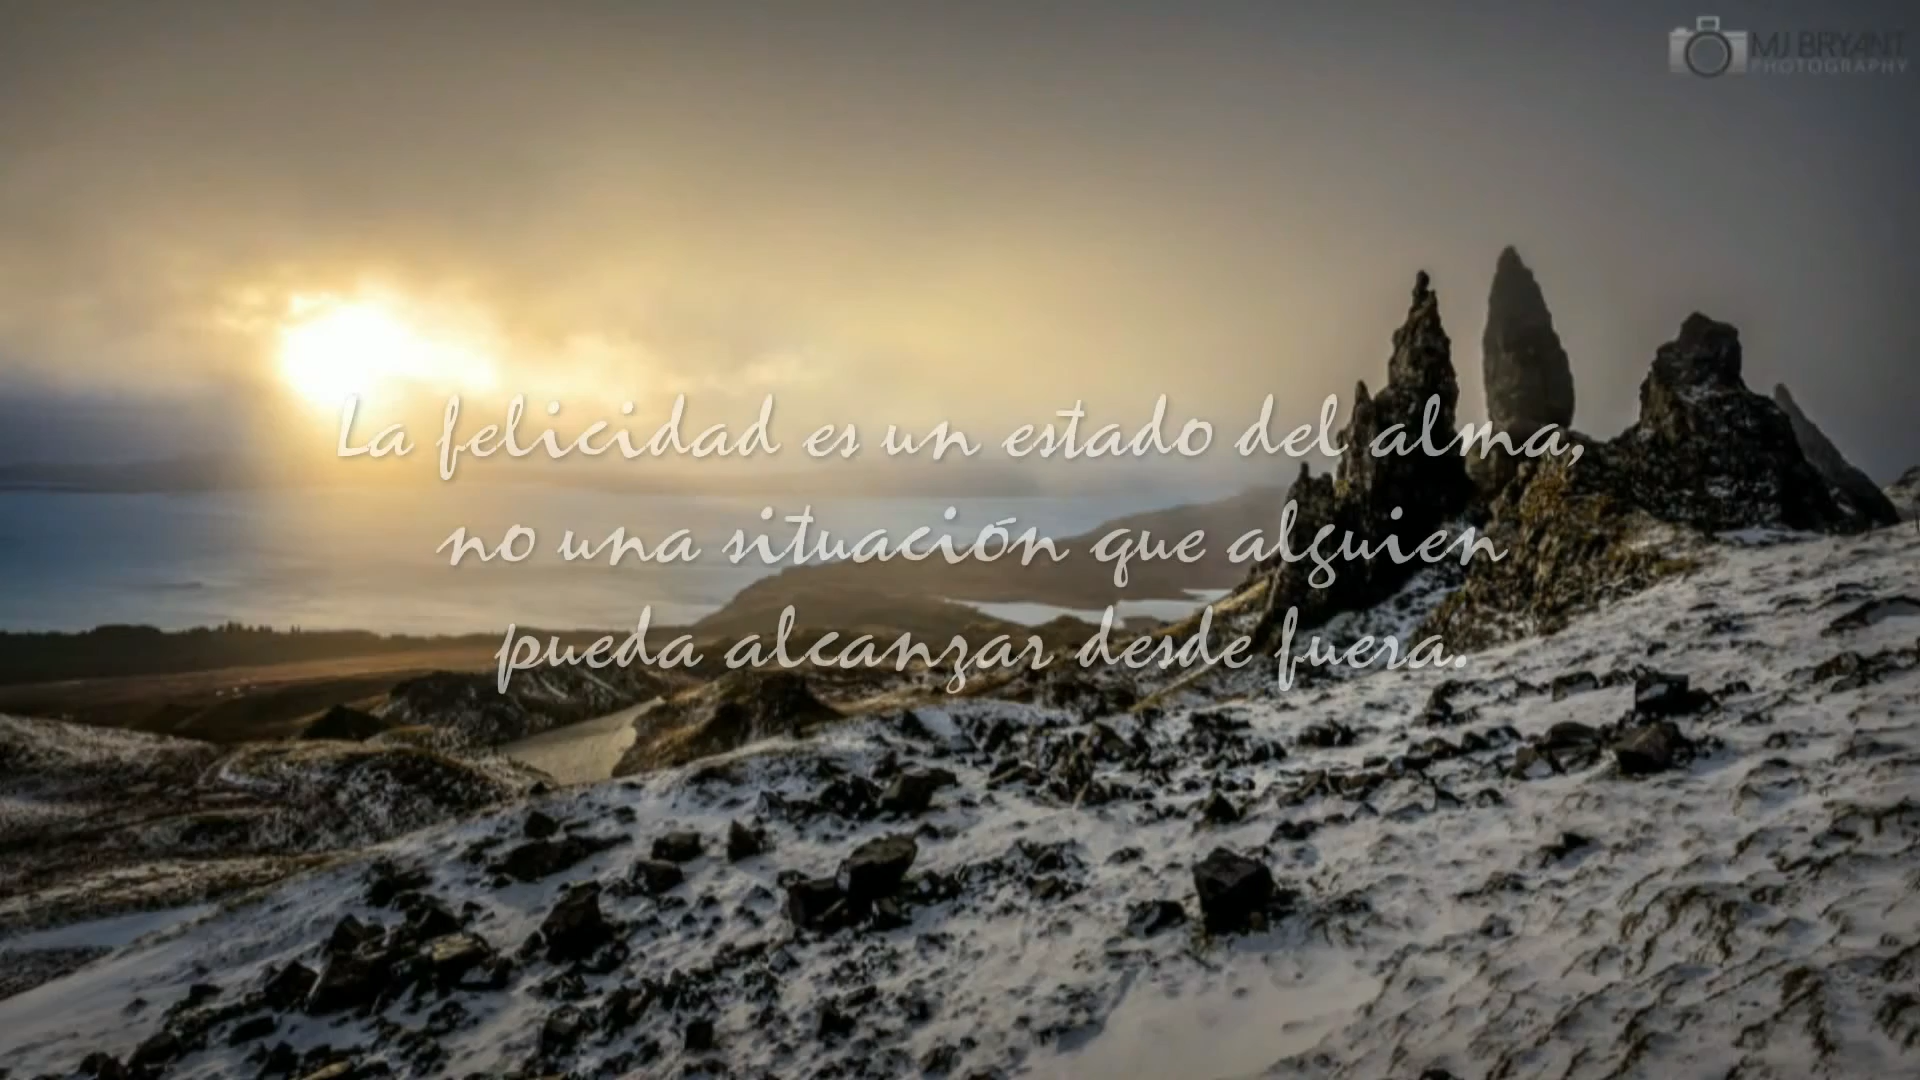 MJ BRYANT
PHOTOGRAPHY
La felicidad es un estado del alma,
no una situación que alguien
pueda alcanzar desde fuera.